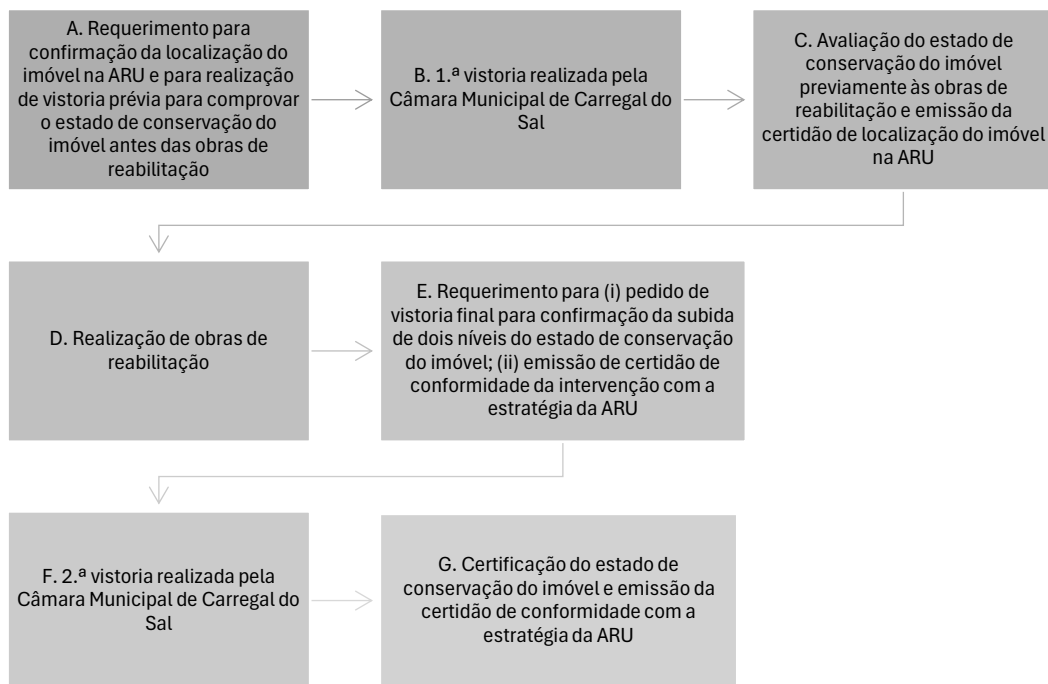 A. Requerimento para
confirmação da localização do
imóvel na ARU e para realização
de vistoria prévia para comprovar
o estado de conservação do
imóvel antes das obras de
reabilitação
B. 1.ª vistoria realizada pela
Câmara Municipal de Carregal do
Sal
C. Avaliação do estado de
conservação do imóvel
previamente às obras de
reabilitação e emissão da
certidão de localização do imóvel
na ARU
D. Realização de obras de
reabilitação
E. Requerimento para (i) pedido de
vistoria final para confirmação da subida
de dois níveis do estado de conservação
do imóvel; (ii) emissão de certidão de
conformidade da intervenção com a
estratégia da ARU
F. 2.ª vistoria realizada pela
Câmara Municipal de Carregal do
Sal
G. Certificação do estado de
conservação do imóvel e emissão da
certidão de conformidade com a
estratégia da ARU